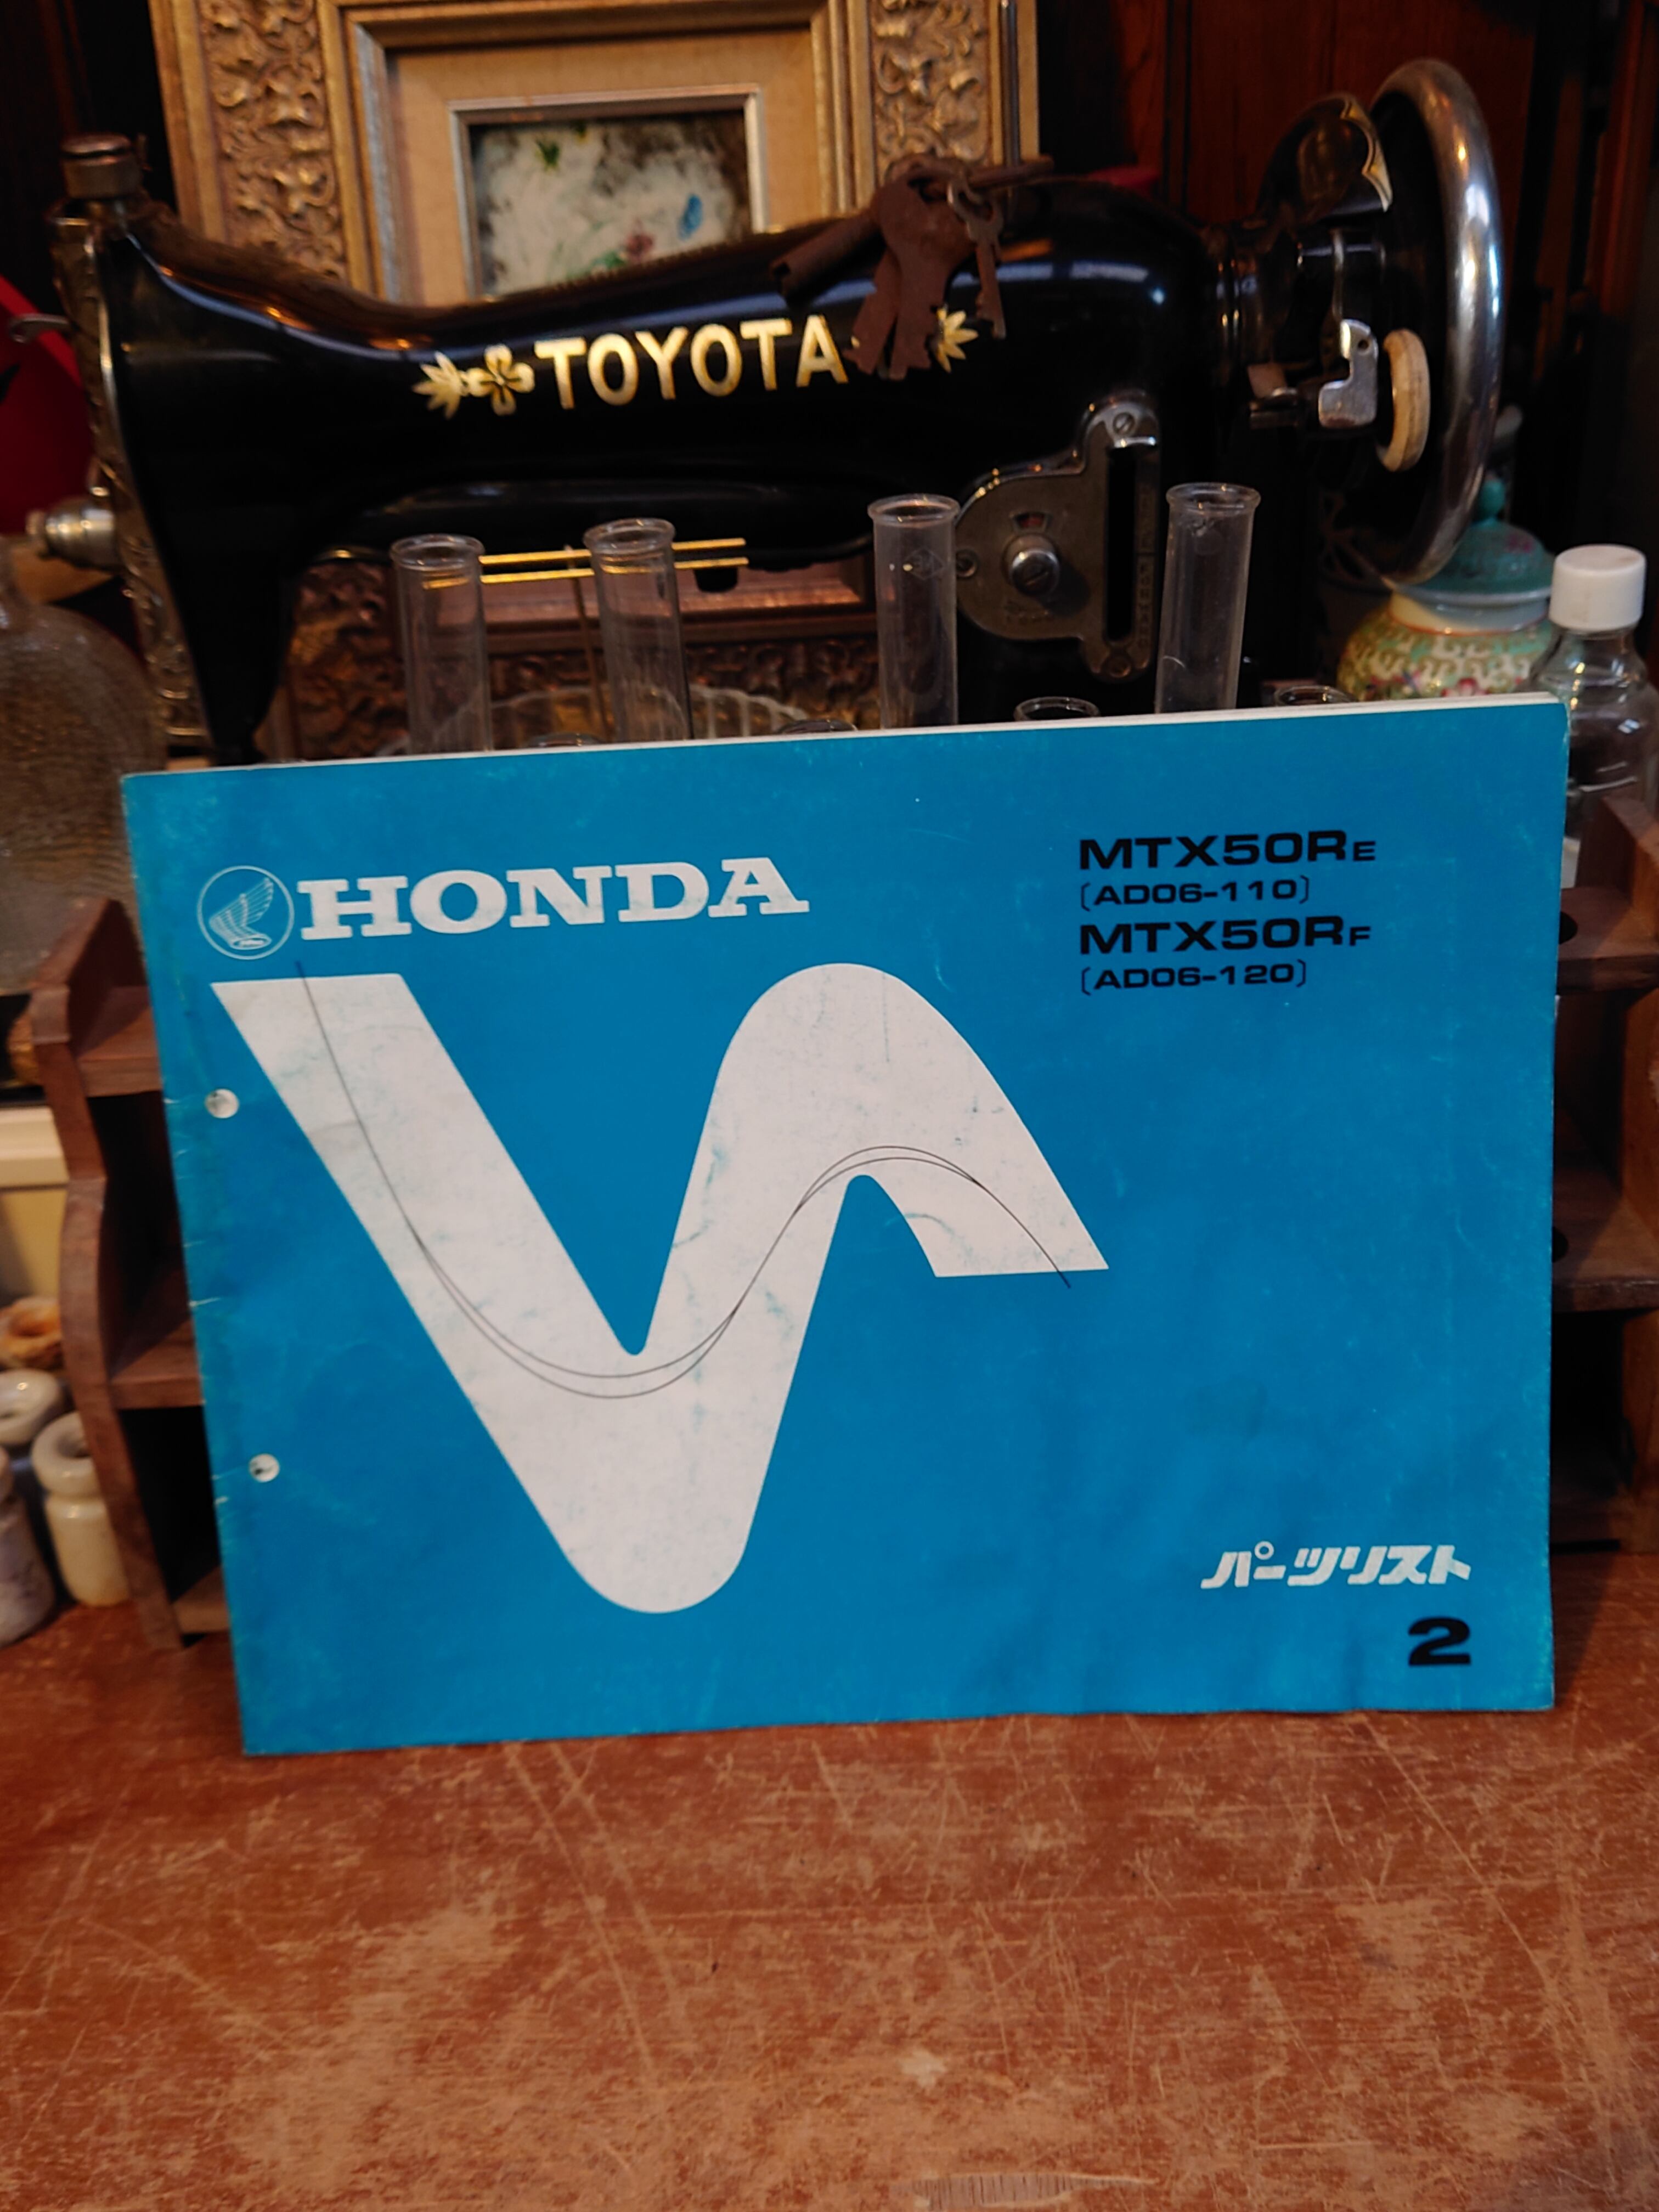 TOYOTA
HONDA
MTX50RE
〔AD06-110〕
MTX50RF
〔AD06-120〕
パーツリスト
2